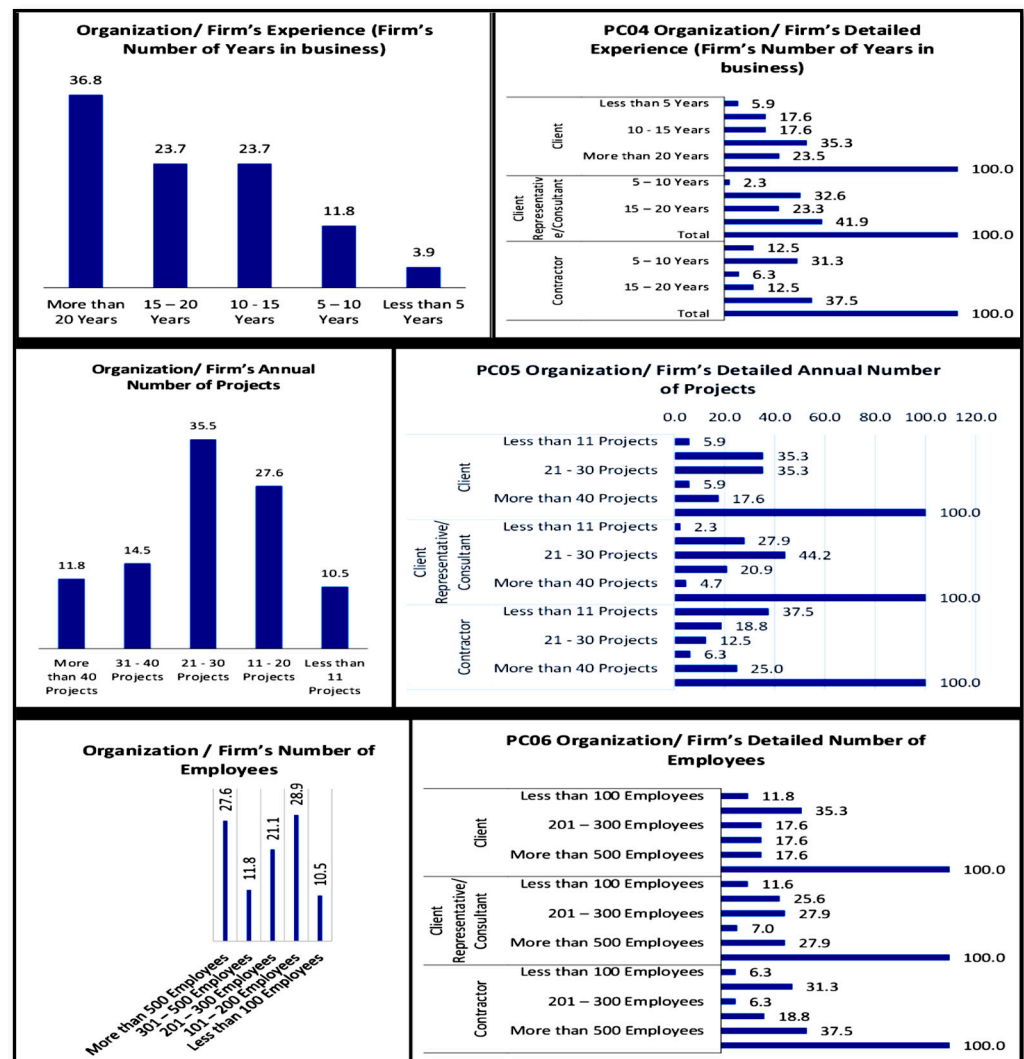 Organization/ Firm's Experience (Firm's
Number of Years in business)
36.8
23.7
23.7
11.8
3.9
More than
20 Years
15 – 20
Years
10 - 15
Years
5 – 10
Years
Less than 5
Years
PC04 Organization/ Firm's Detailed
Experience (Firm's Number of Years in
business)
Client
Less than 5 Years 5.9
17.6
10 - 15 Years 17.6
35.3
More than 20 Years 23.5
100.0
Client
Representativ
e/Consultant
5 – 10 Years 2.3
32.6
15 – 20 Years 23.3
41.9
Total 100.0
Contractor
12.5
5 – 10 Years 31.3
6.3
15 – 20 Years 12.5
37.5
Total 100.0
Organization/ Firm's Annual
Number of Projects
11.8
14.5
35.5
27.6
10.5
More
than 40
Projects
31 - 40
Projects
21 - 30
Projects
11 - 20
Projects
Less than
11
Projects
PC05 Organization/ Firm's Detailed Annual Number
of Projects
0.0 20.0 40.0 60.0 80.0 100.0 120.0
Client
Less than 11 Projects 5.9
35.3
21 - 30 Projects 35.3
5.9
More than 40 Projects 17.6
100.0
Client
Representative/
Consultant
Less than 11 Projects 2.3
27.9
21 - 30 Projects 44.2
20.9
More than 40 Projects 4.7
100.0
Contractor
Less than 11 Projects 37.5
18.8
21 - 30 Projects 12.5
6.3
More than 40 Projects 25.0
100.0
Organization / Firm's Number of
Employees
27.6
11.8
21.1
28.9
10.5
More than 500 Employees
301 – 500 Employees
201 – 300 Employees
101 – 200 Employees
Less than 100 Employees
PC06 Organization/ Firm's Detailed Number of
Employees
Client
Less than 100 Employees 11.8
35.3
201 – 300 Employees 17.6
17.6
More than 500 Employees 17.6
100.0
Client
Representative/
Consultant
Less than 100 Employees 11.6
25.6
201 – 300 Employees 27.9
7.0
More than 500 Employees 27.9
100.0
Contractor
Less than 100 Employees 6.3
31.3
201 – 300 Employees 6.3
18.8
More than 500 Employees 37.5
100.0